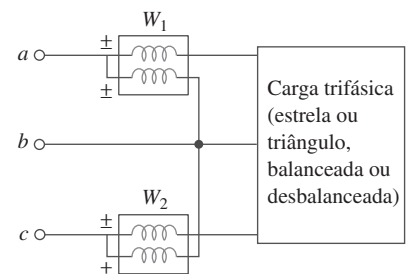 W₁
±
a
±
b
Carga trifásica
(estrela ou
triângulo,
balanceada ou
desbalanceada)
W₂
±
c
+